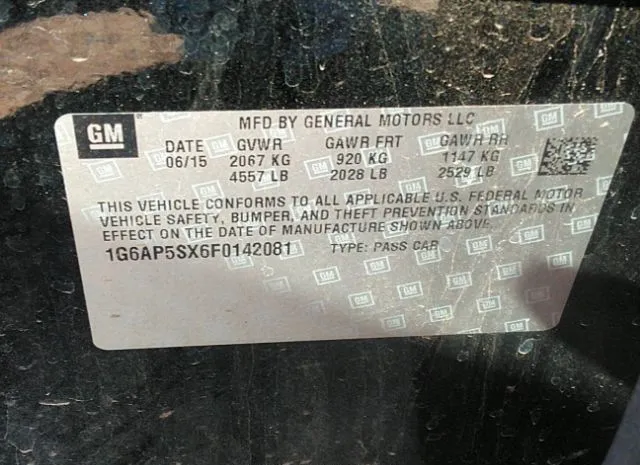 GM
MFD BY GENERAL MOTORS LLC
DATE GVWR GAWR FRT GAWR RR
06/15 2067 KG 920 KG 1147 KG
4557 LB 2028 LB 2529 LB
THIS VEHICLE CONFORMS TO ALL APPLICABLE U.S. FEDERAL MOTOR
VEHICLE SAFETY, BUMPER, AND THEFT PREVENTION STANDARDS IN
EFFECT ON THE DATE OF MANUFACTURE SHOWN ABOVE.
1G6AP5SX6F0142081 TYPE: PASS CAR